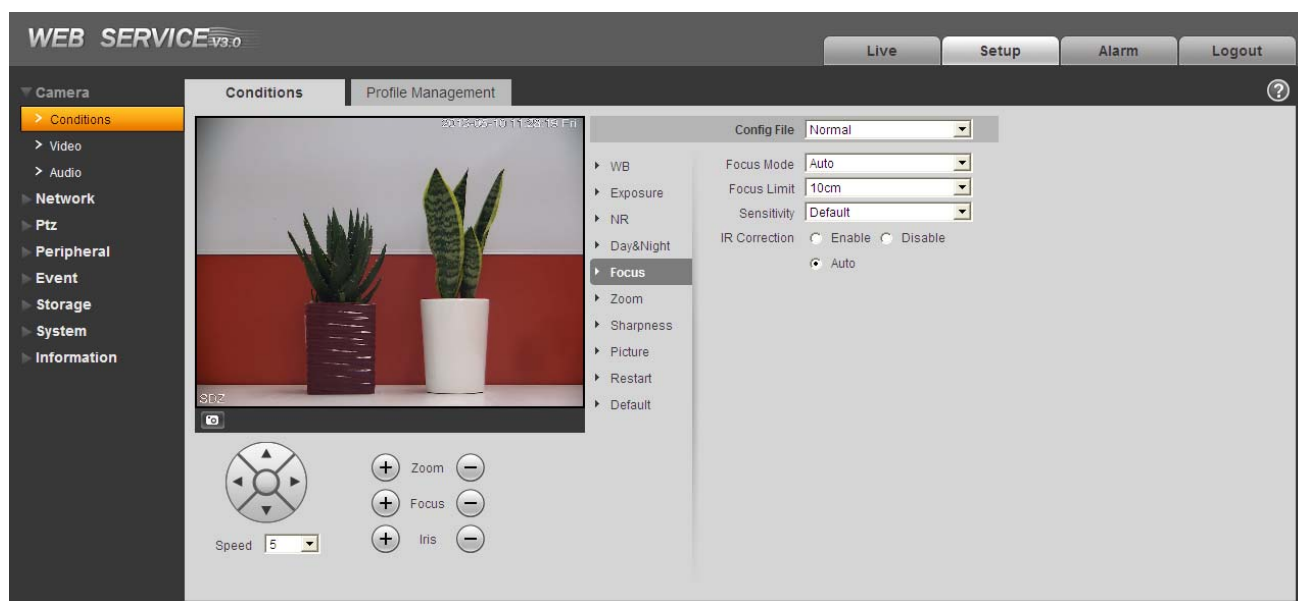 WEB SERVICE V3.0
Live
Setup
Alarm
Logout
Camera
Conditions
Video
Audio
Network
Ptz
Peripheral
Event
Storage
System
Information
Conditions
Profile Management
?
SDZ
WB
Exposure
NR
Day&Night
Focus
Zoom
Sharpness
Picture
Restart
Default
Config File Normal
Focus Mode Auto
Focus Limit 10cm
Sensitivity Default
IR Correction Enable Disable
Auto
+ Zoom −
+ Focus −
+ Iris −
Speed 5